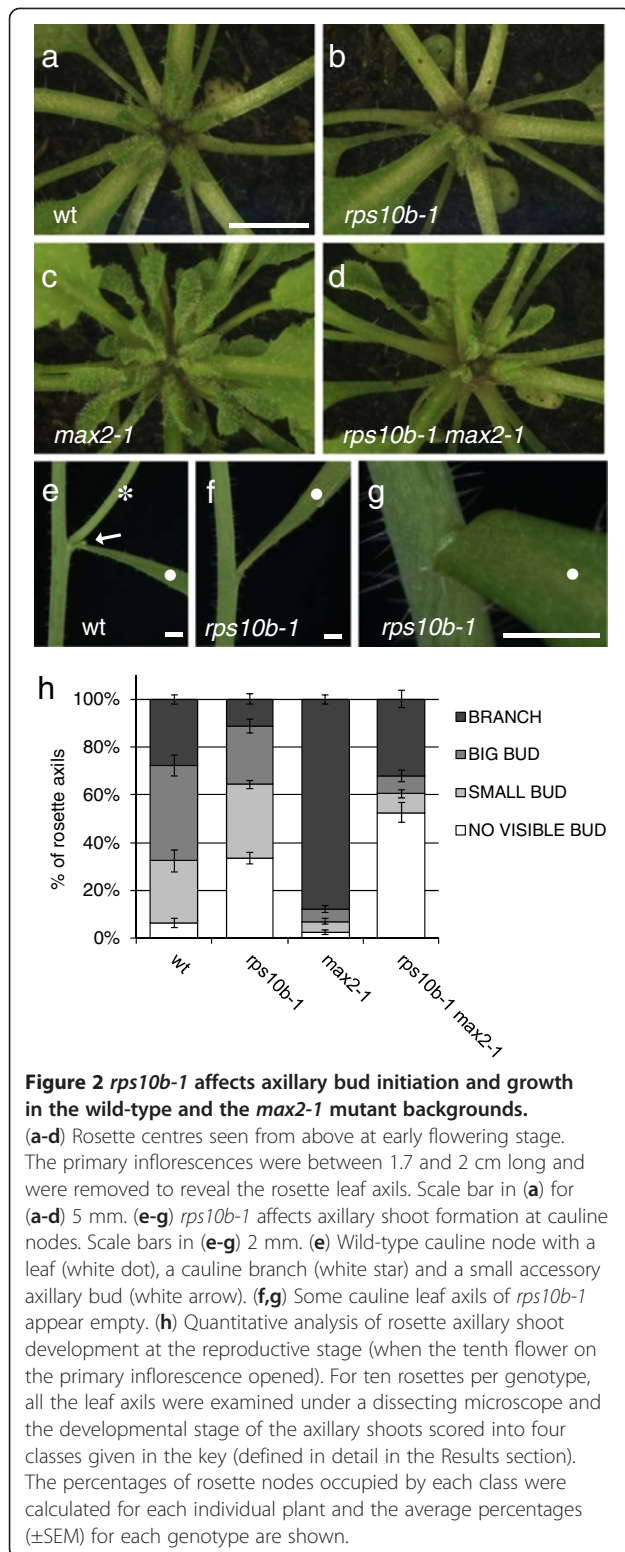 a
b
wt
rps10b-1
c
d
max2-1
rps10b-1 max2-1
e
f
g
*
wt
rps10b-1
rps10b-1
h
100%
80%
60%
40%
20%
0%
% of rosette axils
wt
rps10b-1
max2-1
rps10b-1 max2-1
BRANCH
BIG BUD
SMALL BUD
NO VISIBLE BUD
Figure 2 rps10b-1 affects axillary bud initiation and growth
in the wild-type and the max2-1 mutant backgrounds.
(a-d) Rosette centres seen from above at early flowering stage.
The primary inflorescences were between 1.7 and 2 cm long and
were removed to reveal the rosette leaf axils. Scale bar in (a) for
(a-d) 5 mm. (e-g) rps10b-1 affects axillary shoot formation at cauline
nodes. Scale bars in (e-g) 2 mm. (e) Wild-type cauline node with a
leaf (white dot), a cauline branch (white star) and a small accessory
axillary bud (white arrow). (f,g) Some cauline leaf axils of rps10b-1
appear empty. (h) Quantitative analysis of rosette axillary shoot
development at the reproductive stage (when the tenth flower on
the primary inflorescence opened). For ten rosettes per genotype,
all the leaf axils were examined under a dissecting microscope and
the developmental stage of the axillary shoots scored into four
classes given in the key (defined in detail in the Results section).
The percentages of rosette nodes occupied by each class were
calculated for each individual plant and the average percentages
(±SEM) for each genotype are shown.